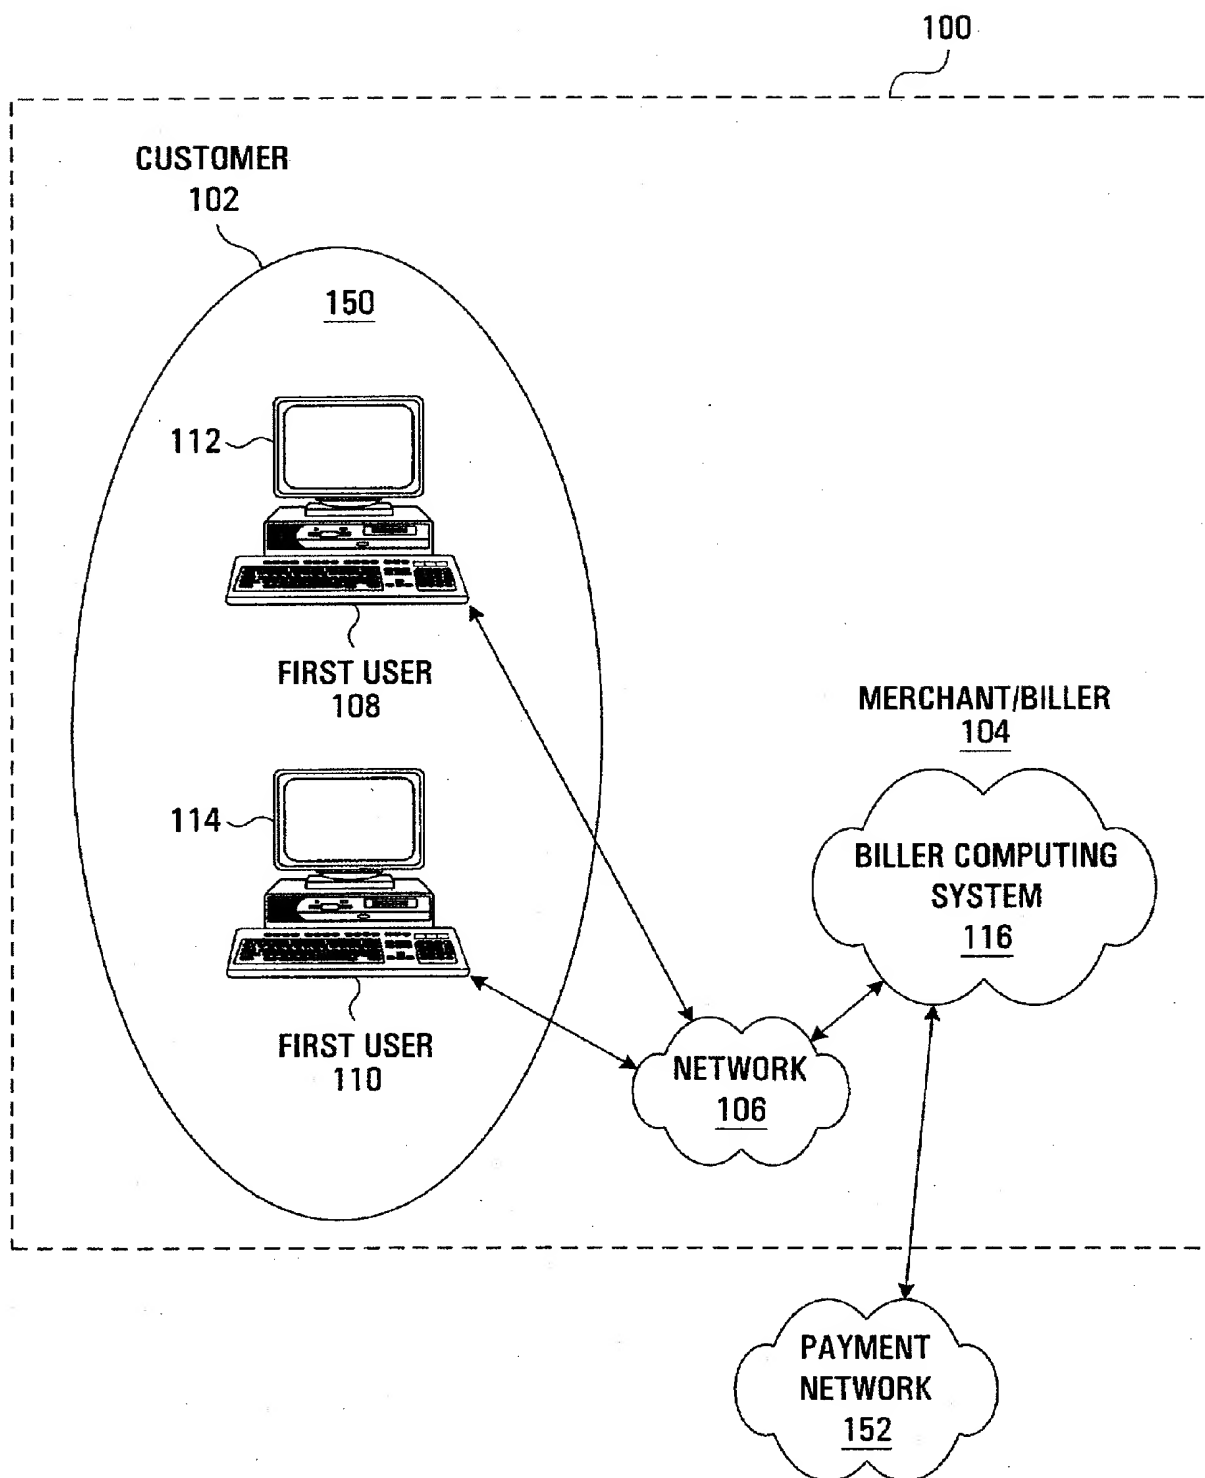 100
CUSTOMER
102
150
112
FIRST USER
108
MERCHANT/BILLER
104
114
BILLER COMPUTING
SYSTEM
116
FIRST USER
110
NETWORK
106
PAYMENT
NETWORK
152